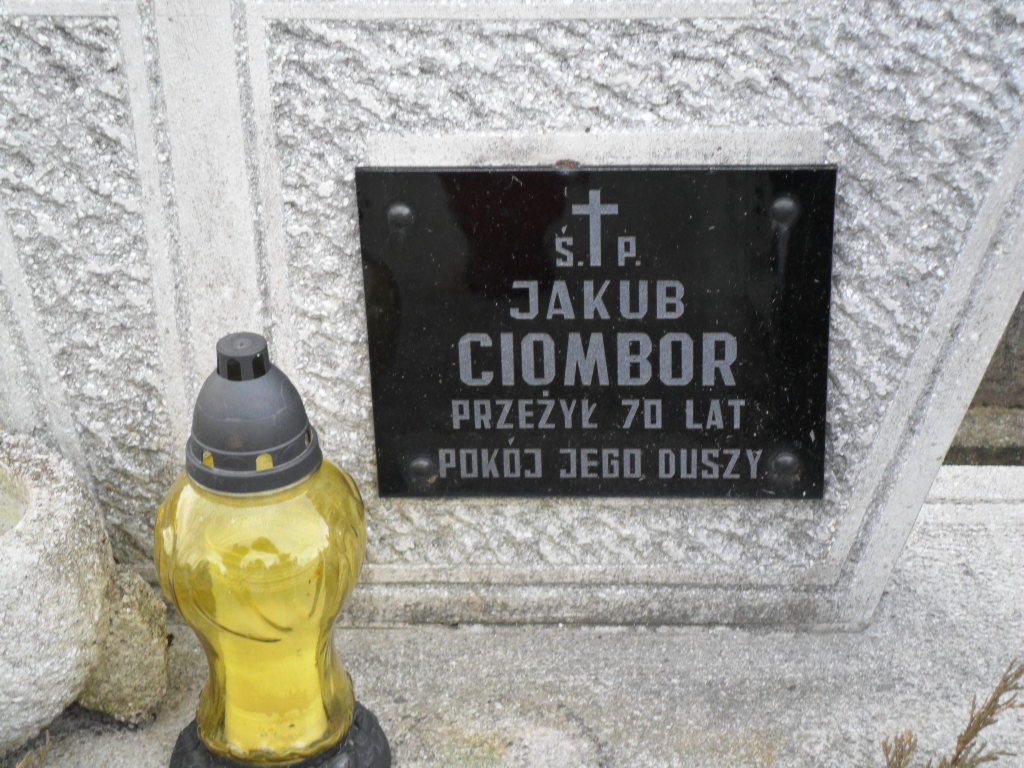 Ś. P.
JAKUB
CIOMBOR
PRZEŻYŁ 70 LAT
POKÓJ JEGO DUSZY